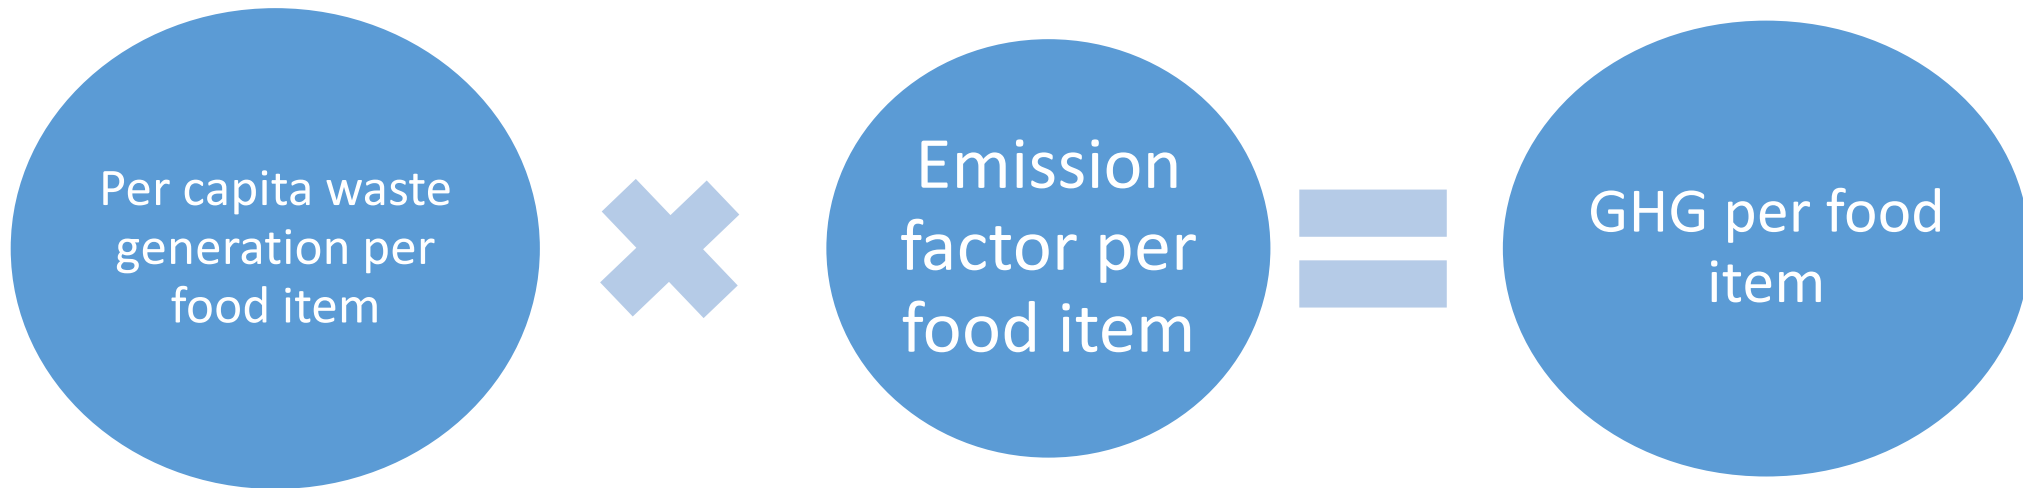 Per capita waste
generation per
food item
Emission
factor per
food item
GHG per food
item